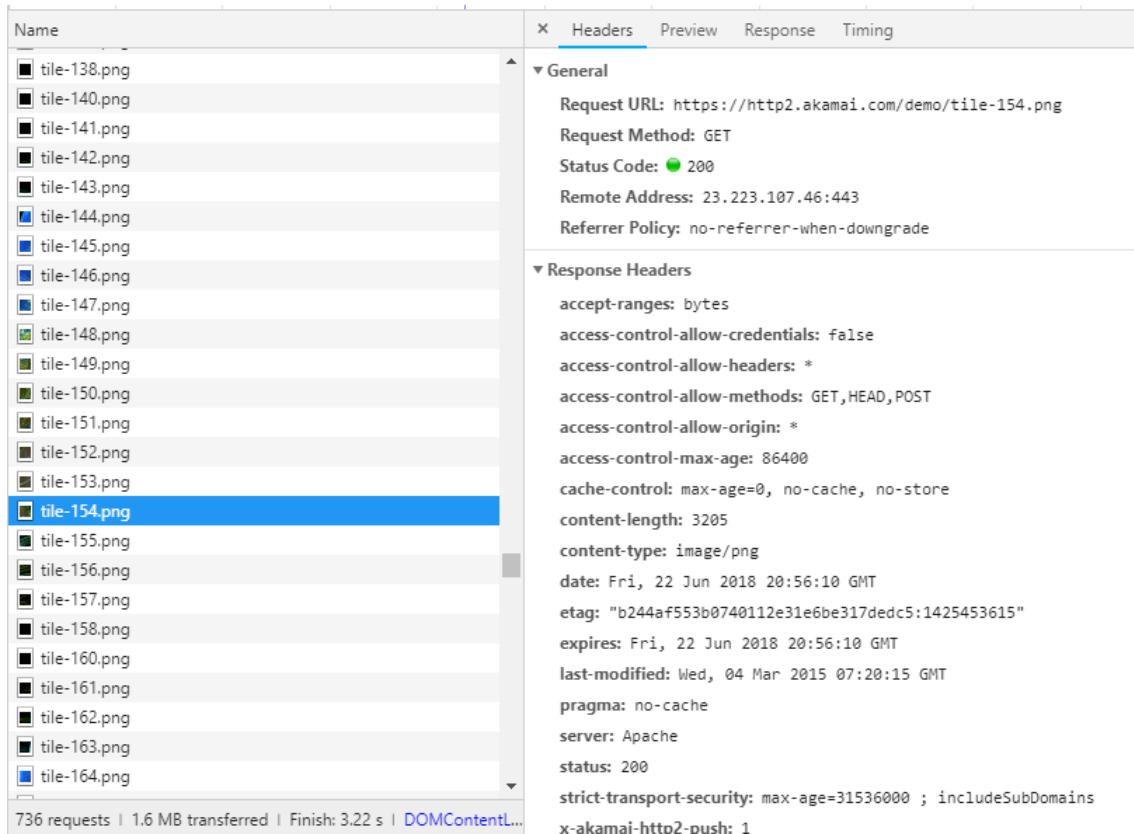 Name
tile-138.png
tile-140.png
tile-141.png
tile-142.png
tile-143.png
tile-144.png
tile-145.png
tile-146.png
tile-147.png
tile-148.png
tile-149.png
tile-150.png
tile-151.png
tile-152.png
tile-153.png
tile-154.png
tile-155.png
tile-156.png
tile-157.png
tile-158.png
tile-160.png
tile-161.png
tile-162.png
tile-163.png
tile-164.png
736 requests | 1.6 MB transferred | Finish: 3.22 s | DOMContentL...
× Headers Preview Response Timing
▼ General
Request URL: https://http2.akamai.com/demo/tile-154.png
Request Method: GET
Status Code: 200
Remote Address: 23.223.107.46:443
Referrer Policy: no-referrer-when-downgrade
▼ Response Headers
accept-ranges: bytes
access-control-allow-credentials: false
access-control-allow-headers: *
access-control-allow-methods: GET,HEAD,POST
access-control-allow-origin: *
access-control-max-age: 86400
cache-control: max-age=0, no-cache, no-store
content-length: 3205
content-type: image/png
date: Fri, 22 Jun 2018 20:56:10 GMT
etag: "b244af553b0740112e31e6be317dedc5:1425453615"
expires: Fri, 22 Jun 2018 20:56:10 GMT
last-modified: Wed, 04 Mar 2015 07:20:15 GMT
pragma: no-cache
server: Apache
status: 200
strict-transport-security: max-age=31536000 ; includeSubDomains
x-akamai-http2-push: 1